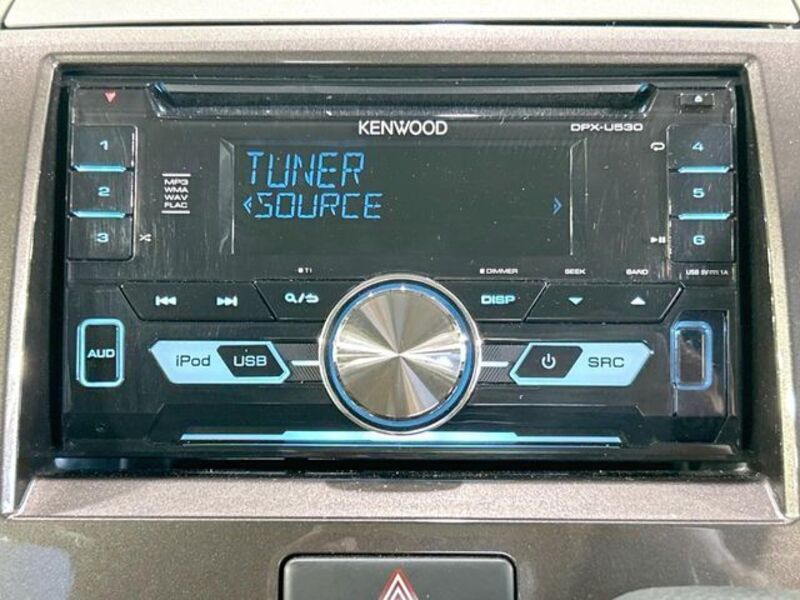 KENWOOD
DPX-U530
1
2
3
MP3
WMA
WAV
FLAC
TUNER
SOURCE
4
5
6
TI
DIMMER
SEEK
BAND
DISP
AUD
iPod
USB
SRC